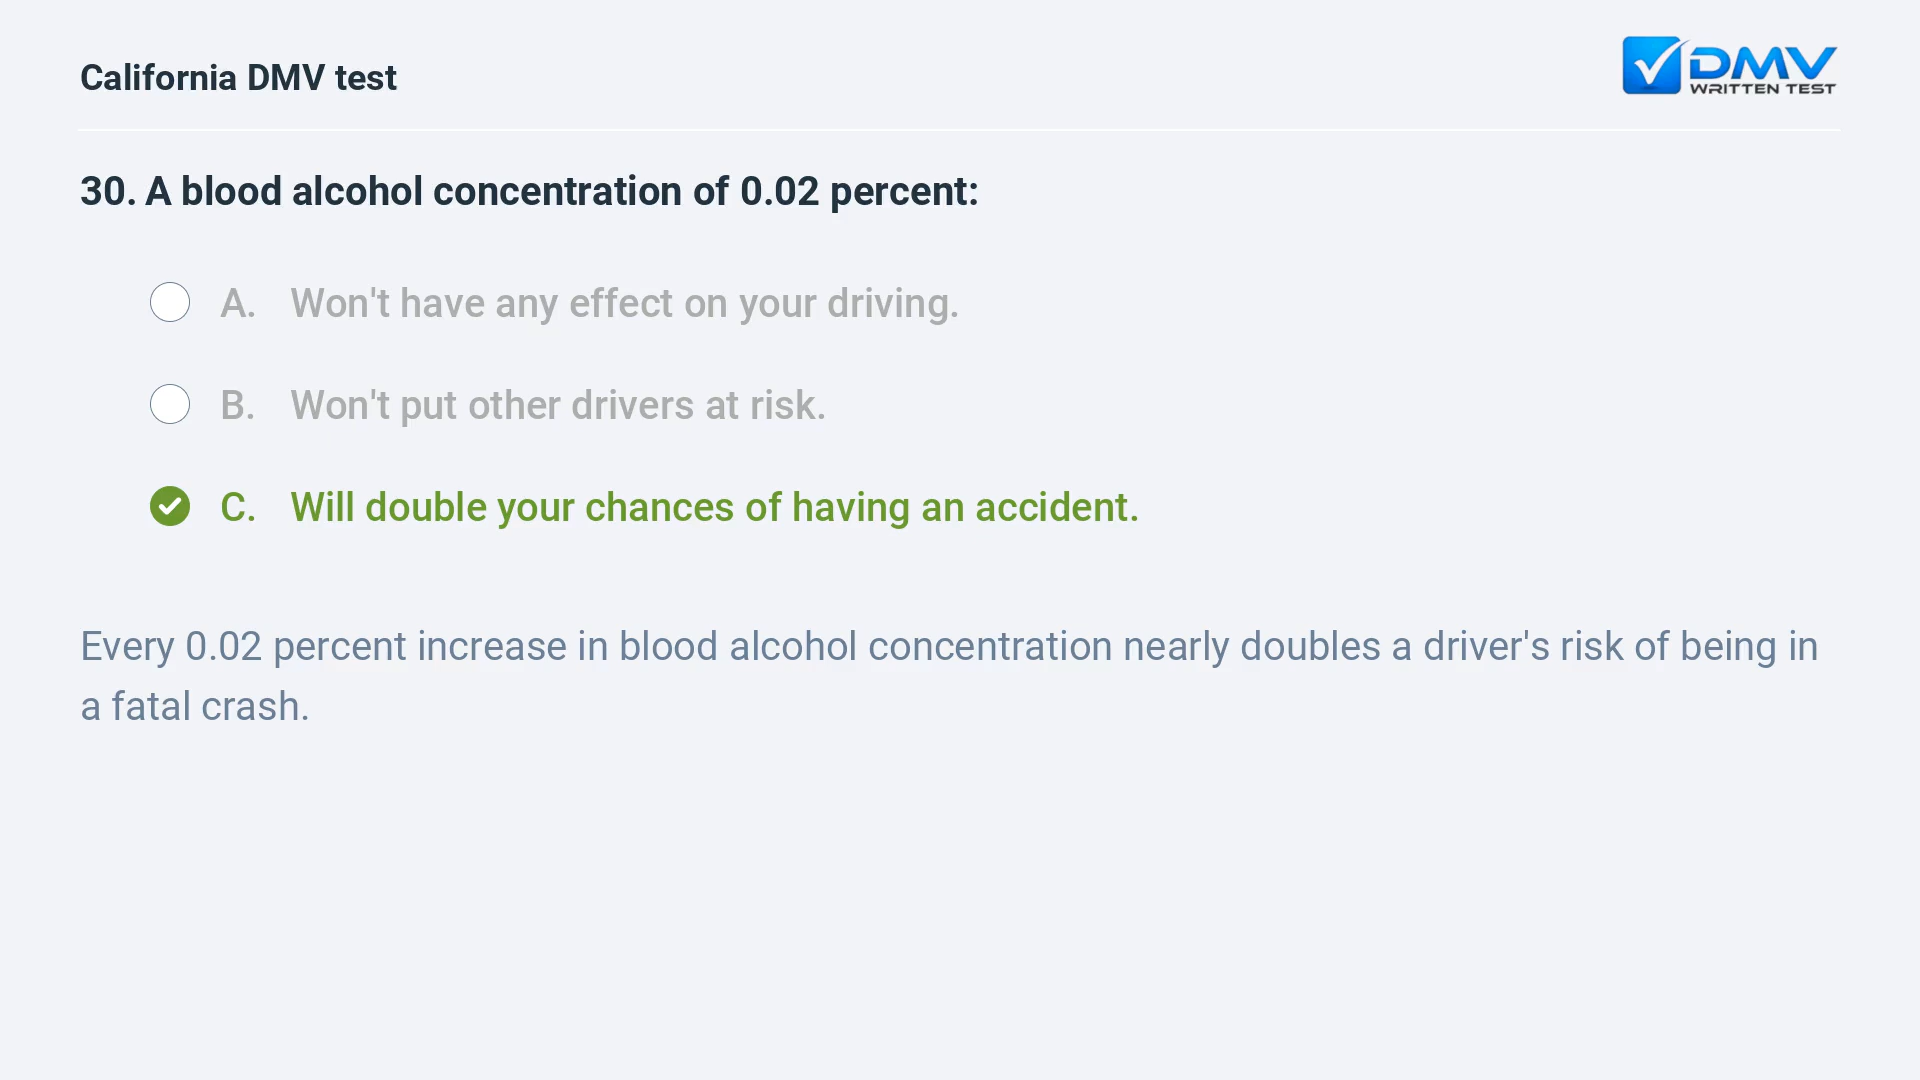 California DMV test
DMV
WRITTEN TEST
30. A blood alcohol concentration of 0.02 percent:
A. Won't have any effect on your driving.
B. Won't put other drivers at risk.
C. Will double your chances of having an accident.
Every 0.02 percent increase in blood alcohol concentration nearly doubles a driver's risk of being in
a fatal crash.